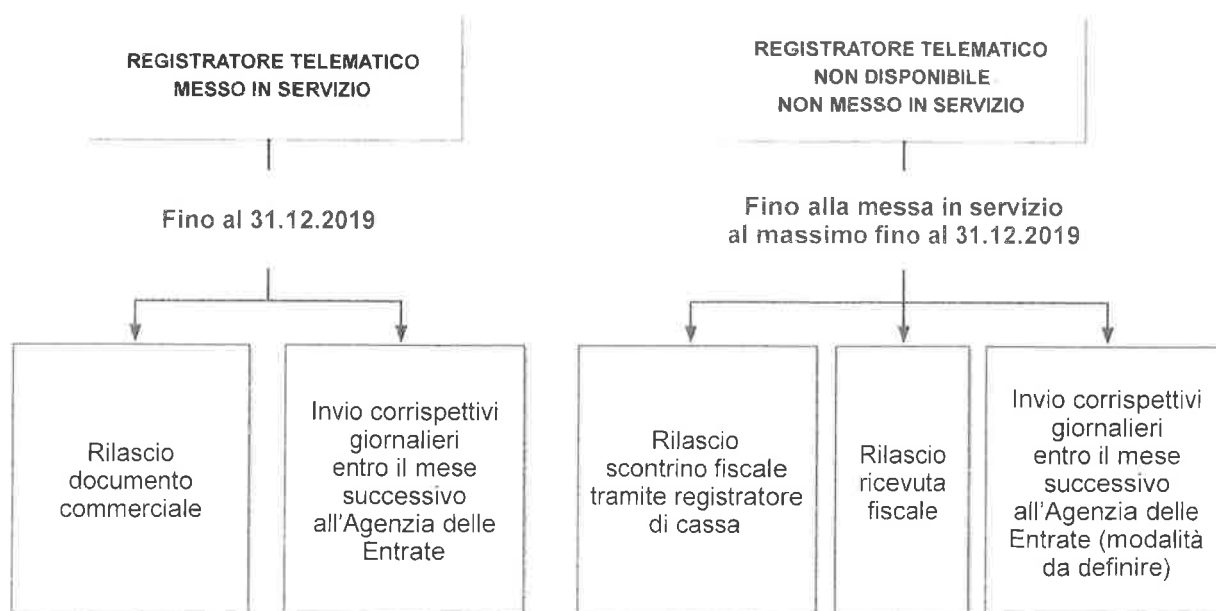 REGISTRATORE TELEMATICO
MESSO IN SERVIZIO
REGISTRATORE TELEMATICO
NON DISPONIBILE
NON MESSO IN SERVIZIO
Fino al 31.12.2019
Fino alla messa in servizio
al massimo fino al 31.12.2019
Rilascio
documento
commerciale
Invio corrispettivi
giornalieri
entro il mese
successivo
all'Agenzia delle
Entrate
Rilascio
scontrino fiscale
tramite registratore
di cassa
Rilascio
ricevuta
fiscale
Invio corrispettivi
giornalieri
entro il mese
successivo
all'Agenzia delle
Entrate (modalità
da definire)